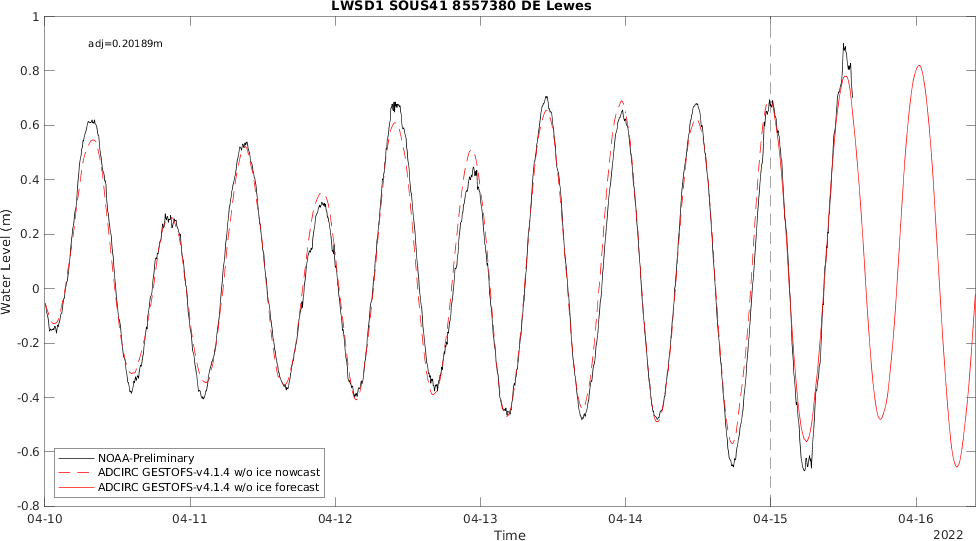 LWSD1 SOUS41 8557380 DE Lewes
adj=0.20189m
1
0.8
0.6
0.4
0.2
0
-0.2
-0.4
-0.6
-0.8
Water Level (m)
NOAA-Preliminary
ADCIRC GESTOFS-v4.1.4 w/o ice nowcast
ADCIRC GESTOFS-v4.1.4 w/o ice forecast
04-10 04-11 04-12 04-13 04-14 04-15 04-16
Time
2022